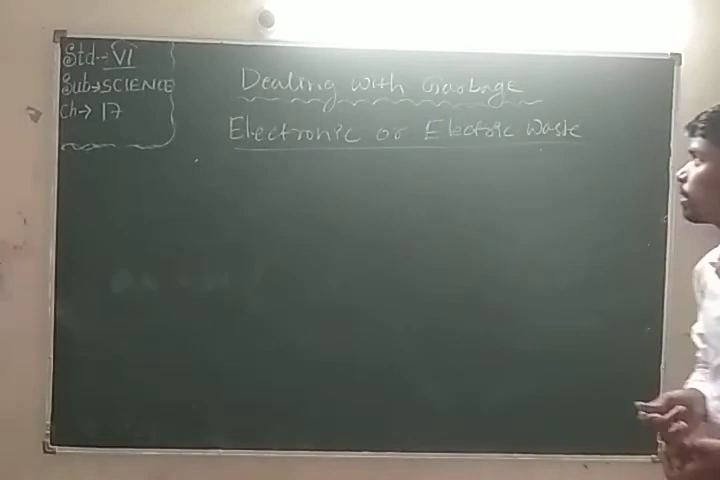 Std-- VI
Sub→SCIENCE
Ch→ 17
Dealing with Garbage
Electronic or Electric Waste